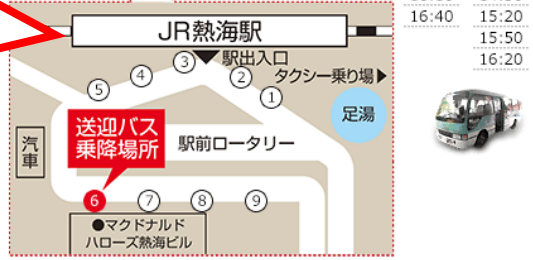 16:40 15:20
15:50
16:20
JR熱海駅
駅出入口
タクシー乗り場▶
③
④
②
⑤
①
足湯
送迎バス
乗降場所
汽車
駅前ロータリー
⑥
⑦
⑧
⑨
●マクドナルド
ハローズ熱海ビル